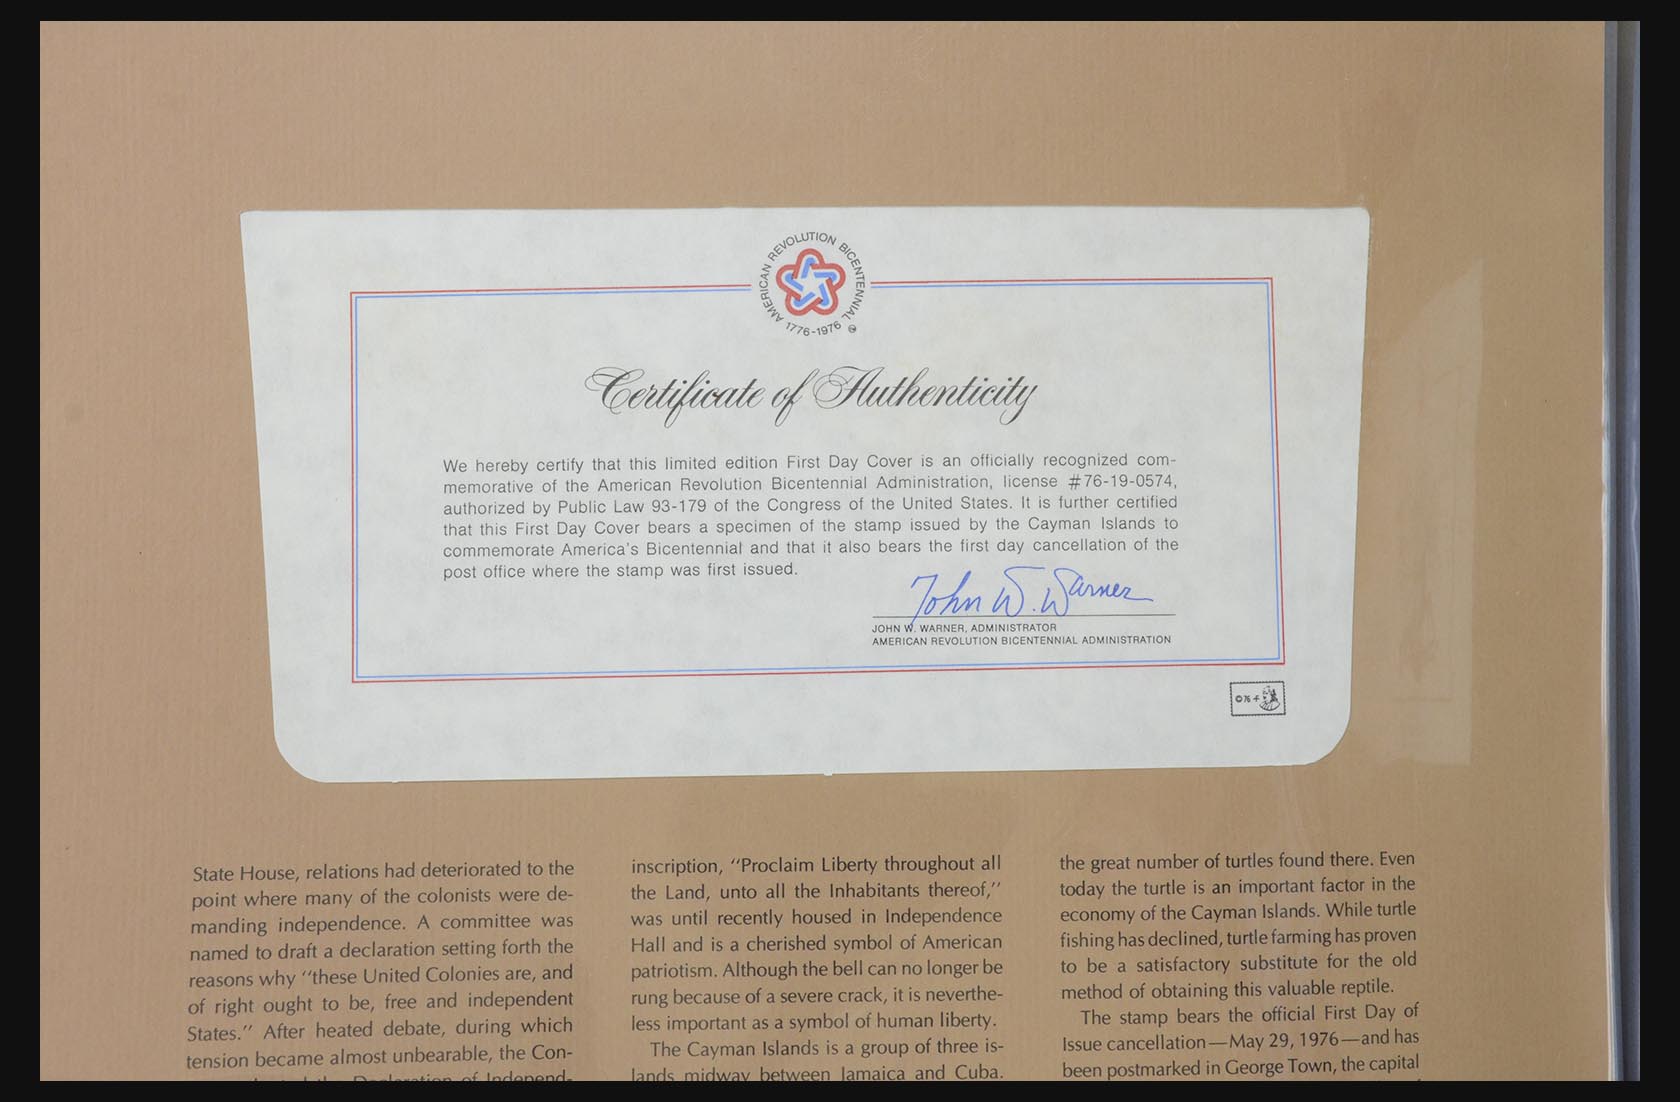 AMERICAN REVOLUTION BICENTENNIAL
1776-1976
Certificate of Authenticity
We hereby certify that this limited edition First Day Cover is an officially recognized com-
memorative of the American Revolution Bicentennial Administration, license #76-19-0574,
authorized by Public Law 93-179 of the Congress of the United States. It is further certified
that this First Day Cover bears a specimen of the stamp issued by the Cayman Islands to
commemorate America's Bicentennial and that it also bears the first day cancellation of the
post office where the stamp was first issued.
John W. Warner
JOHN W. WARNER, ADMINISTRATOR
AMERICAN REVOLUTION BICENTENNIAL ADMINISTRATION
State House, relations had deteriorated to the
point where many of the colonists were de-
manding independence. A committee was
named to draft a declaration setting forth the
reasons why ‘‘these United Colonies are, and
of right ought to be, free and independent
States.’’ After heated debate, during which
tension became almost unbearable, the Con-
the Declaration of Independ-
inscription, ‘‘Proclaim Liberty throughout all
the Land, unto all the Inhabitants thereof,’’
was until recently housed in Independence
Hall and is a cherished symbol of American
patriotism. Although the bell can no longer be
rung because of a severe crack, it is neverthe-
less important as a symbol of human liberty.
The Cayman Islands is a group of three is-
lands midway between Jamaica and Cuba.
the great number of turtles found there. Even
today the turtle is an important factor in the
economy of the Cayman Islands. While turtle
fishing has declined, turtle farming has proven
to be a satisfactory substitute for the old
method of obtaining this valuable reptile.
The stamp bears the official First Day of
Issue cancellation—May 29, 1976—and has
been postmarked in George Town, the capital